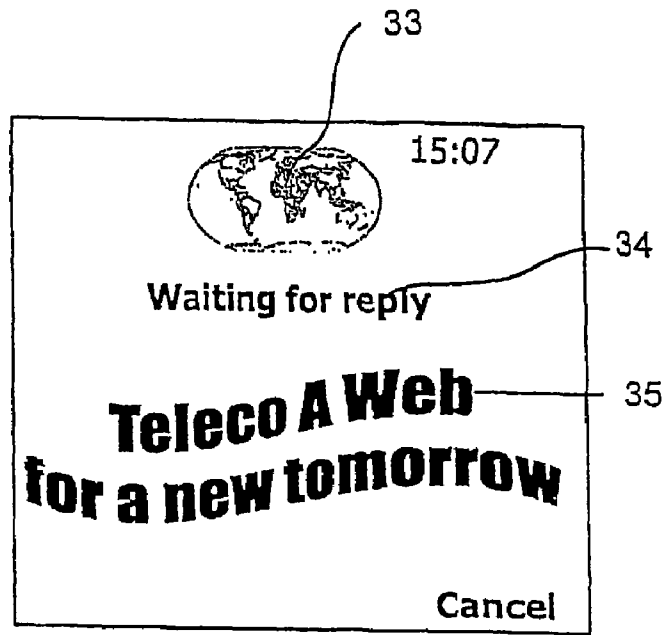 33
15:07
34
Waiting for reply
Teleco A Web
35
for a new tomorrow
Cancel